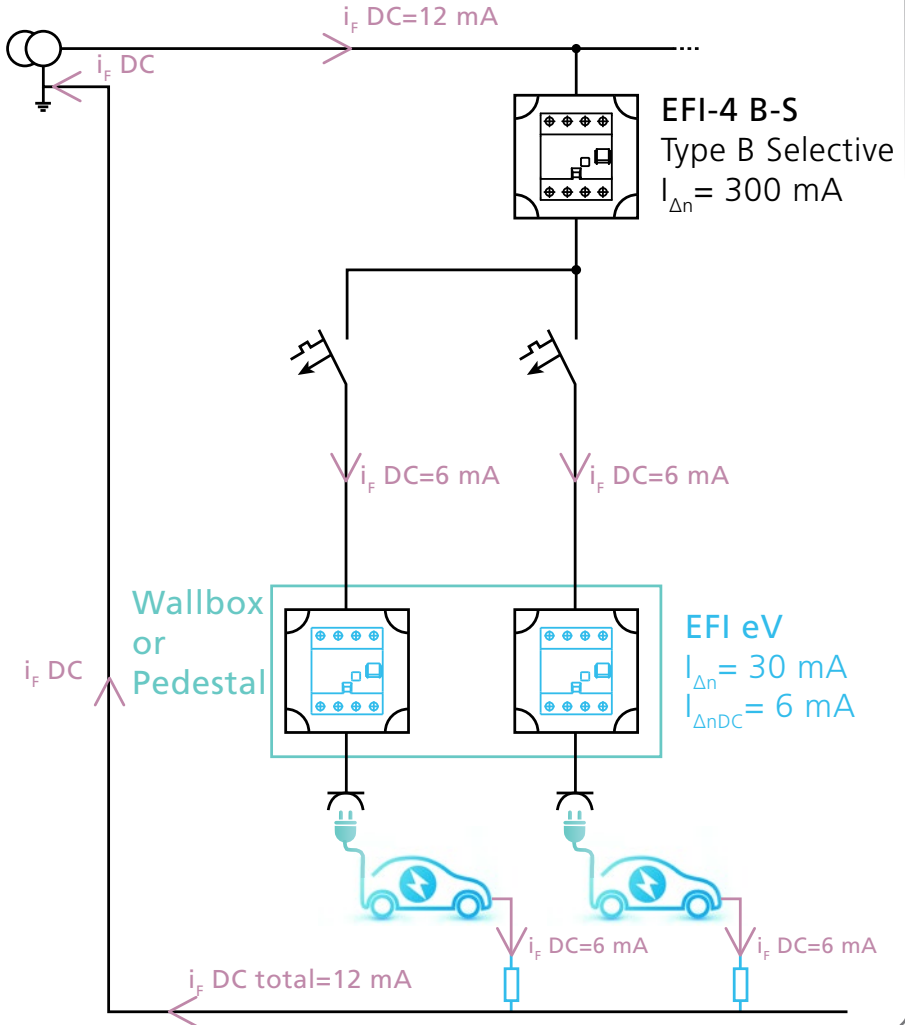 i_F DC=12 mA
i_F DC
EFI-4 B-S
Type B Selective
I_Δn= 300 mA
i_F DC=6 mA
i_F DC=6 mA
Wallbox
or
Pedestal
EFI eV
I_Δn= 30 mA
I_ΔnDC= 6 mA
i_F DC
i_F DC=6 mA
i_F DC=6 mA
i_F DC total=12 mA